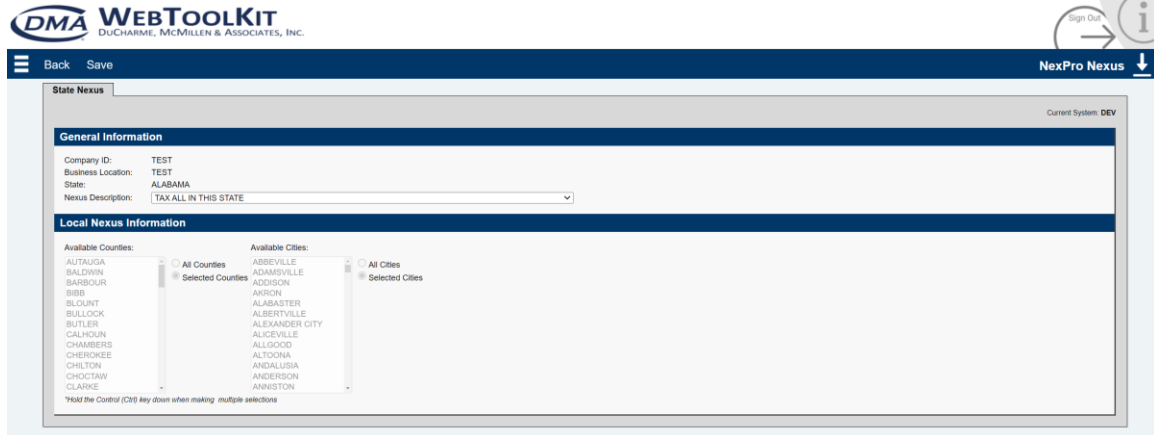 DMA WEBTOOLKIT
DUCHARME, MCMILLEN & ASSOCIATES, INC.
Sign Out
i
Back Save NexPro Nexus
State Nexus
Current System: DEV
General Information
Company ID: TEST
Business Location: TEST
State: ALABAMA
Nexus Description: TAX ALL IN THIS STATE
Local Nexus Information
Available Counties: Available Cities:
AUTAUGA All Counties ABBEVILLE All Cities
BALDWIN Selected Counties ADAMSVILLE Selected Cities
BARBOUR ADDISON
BIBB AKRON
BLOUNT ALABASTER
BULLOCK ALBERTVILLE
BUTLER ALEXANDER CITY
CALHOUN ALICEVILLE
CHAMBERS ALLGOOD
CHEROKEE ALTOONA
CHILTON ANDALUSIA
CHOCTAW ANDERSON
CLARKE ANNISTON
*Hold the Control (Ctrl) key down when making multiple selections